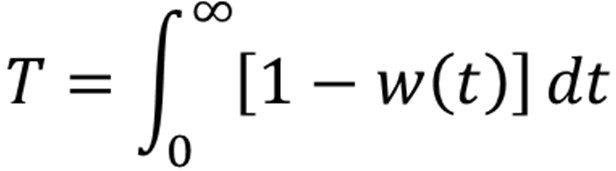 T = ∫₀^∞ [1 − w(t)] dt